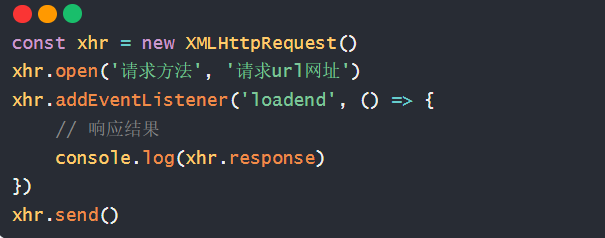 const xhr = new XMLHttpRequest()
xhr.open('请求方法', '请求url网址')
xhr.addEventListener('loadend', () => {
    // 响应结果
    console.log(xhr.response)
})
xhr.send()